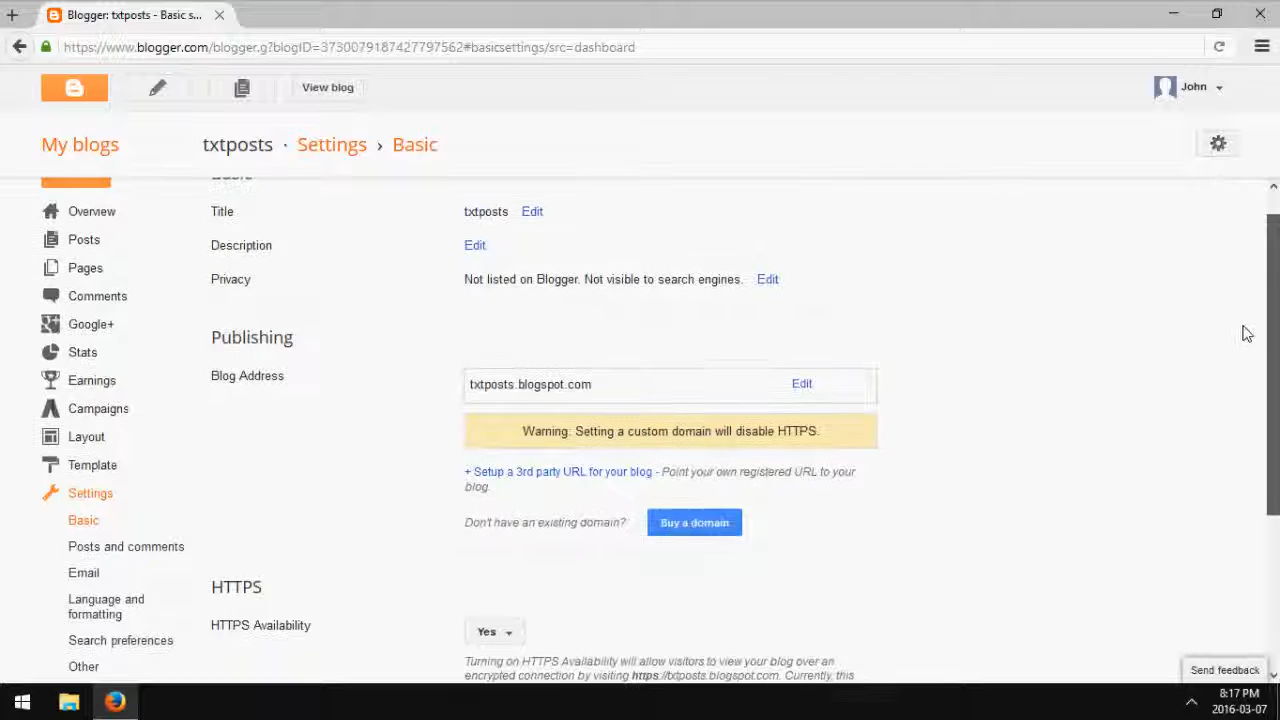 Blogger: txtposts - Basic s...
https://www.blogger.com/blogger.g?blogID=3730079187427797562#basicsettings/src=dashboard
View blog
John
My blogs
txtposts · Settings › Basic
Basic
Overview
Posts
Pages
Comments
Google+
Stats
Earnings
Campaigns
Layout
Template
Settings
Basic
Posts and comments
Email
Language and
formatting
Search preferences
Other
Title txtposts Edit
Description Edit
Privacy Not listed on Blogger. Not visible to search engines. Edit
Publishing
Blog Address txtposts.blogspot.com Edit
Warning: Setting a custom domain will disable HTTPS.
+ Setup a 3rd party URL for your blog - Point your own registered URL to your
blog.
Don't have an existing domain? Buy a domain
HTTPS
HTTPS Availability Yes
Turning on HTTPS Availability will allow visitors to view your blog over an
encrypted connection by visiting https://txtposts.blogspot.com. Currently, this
Send feedback
8:17 PM
2016-03-07